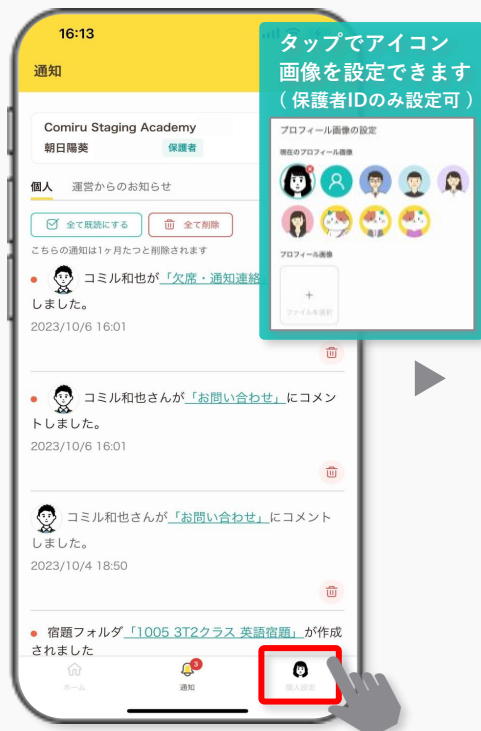 16:13
タップでアイコン
画像を設定できます
（保護者IDのみ設定可）
通知
プロフィール画像の設定
現在のプロフィール画像
プロフィール画像
+
ファイルを選択
Comiru Staging Academy
朝日陽葵 保護者
個人 運営からのお知らせ
全て既読にする 全て削除
こちらの通知は1ヶ月たつと削除されます
コミル和也が「欠席・通知連絡
しました。
2023/10/6 16:01
コミル和也さんが「お問い合わせ」にコメン
トしました。
2023/10/6 16:01
コミル和也さんが「お問い合わせ」にコメント
しました。
2023/10/4 18:50
宿題フォルダ「1005 3T2クラス 英語宿題」が作成
されました
3
ホーム 通知 個人設定